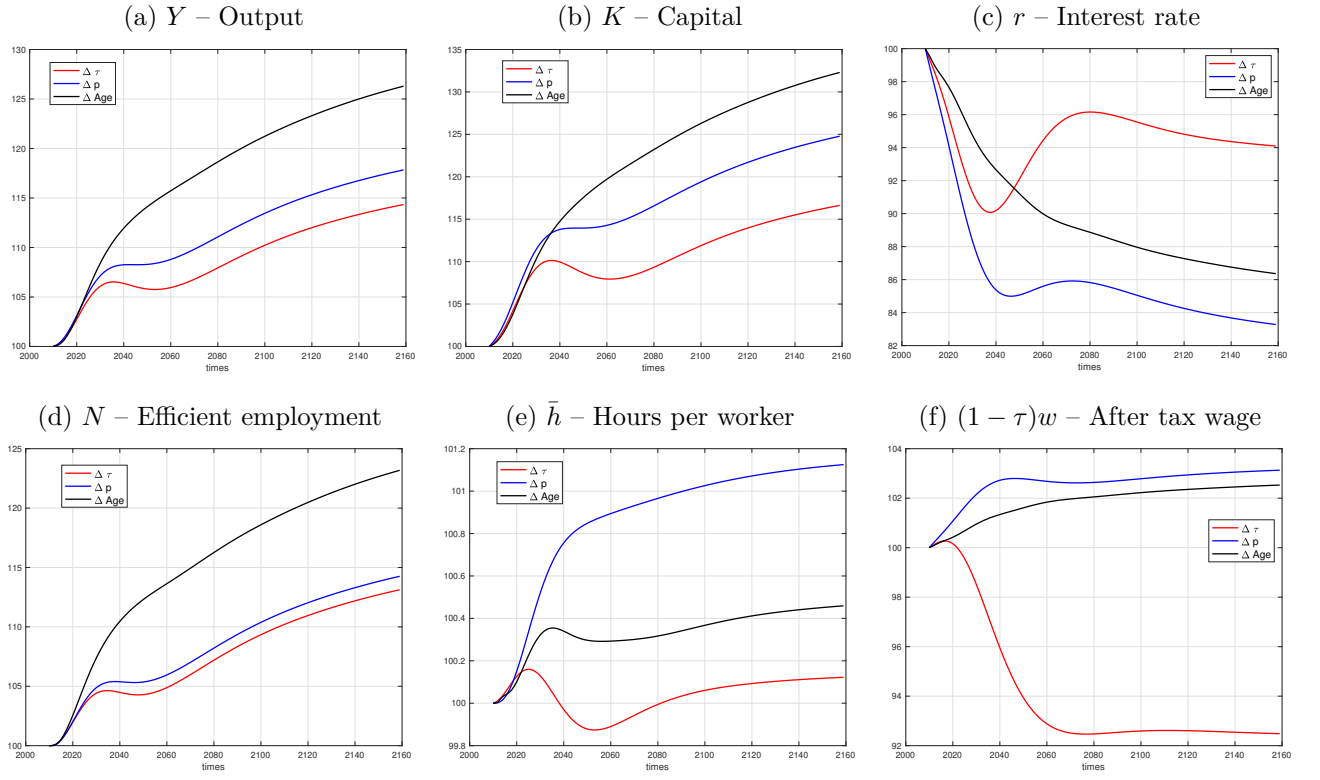 (a) Y – Output
130
125
120
115
110
105
100
2000 2020 2040 2060 2080 2100 2120 2140 2160
times
Δ τ
Δ p
Δ Age
(b) K – Capital
135
130
125
120
115
110
105
100
2000 2020 2040 2060 2080 2100 2120 2140 2160
times
Δ τ
Δ p
Δ Age
(c) r – Interest rate
100
98
96
94
92
90
88
86
84
82
2000 2020 2040 2060 2080 2100 2120 2140 2160
times
Δ τ
Δ p
Δ Age
(d) N – Efficient employment
125
120
115
110
105
100
2000 2020 2040 2060 2080 2100 2120 2140 2160
times
Δ τ
Δ p
Δ Age
(e) h̄ – Hours per worker
101.2
101
100.8
100.6
100.4
100.2
100
99.8
2000 2020 2040 2060 2080 2100 2120 2140 2160
times
Δ τ
Δ p
Δ Age
(f) (1 − τ)w – After tax wage
104
102
100
98
96
94
92
2000 2020 2040 2060 2080 2100 2120 2140 2160
times
Δ τ
Δ p
Δ Age